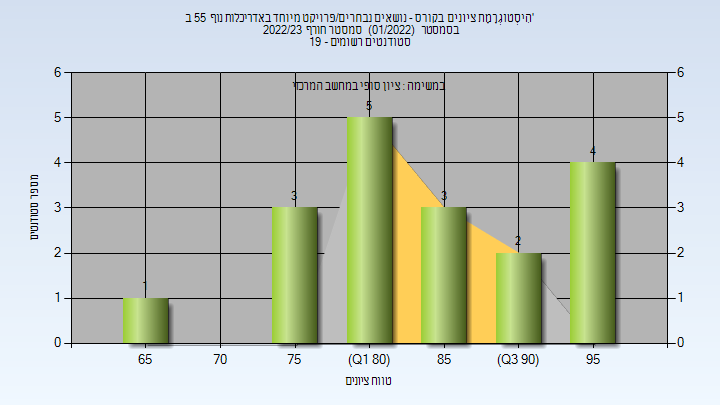 הִיסְטוֹגְרָמַת ציונים בקורס - נושאים נבחרים/פרויקט מיוחד באדריכלות נוף 55 ב'
בסמסטר (01/2022) סמסטר חורף 2022/23
סטודנטים רשומים - 19
במשימה : ציון סופי במחשב המרכזי
מספר סטודנטים
6 6
5 5
4 4
3 3
2 2
1 1
0 0
1 3 5 3 2 4
65 70 75 (Q1 80) 85 (Q3 90) 95
טווח ציונים